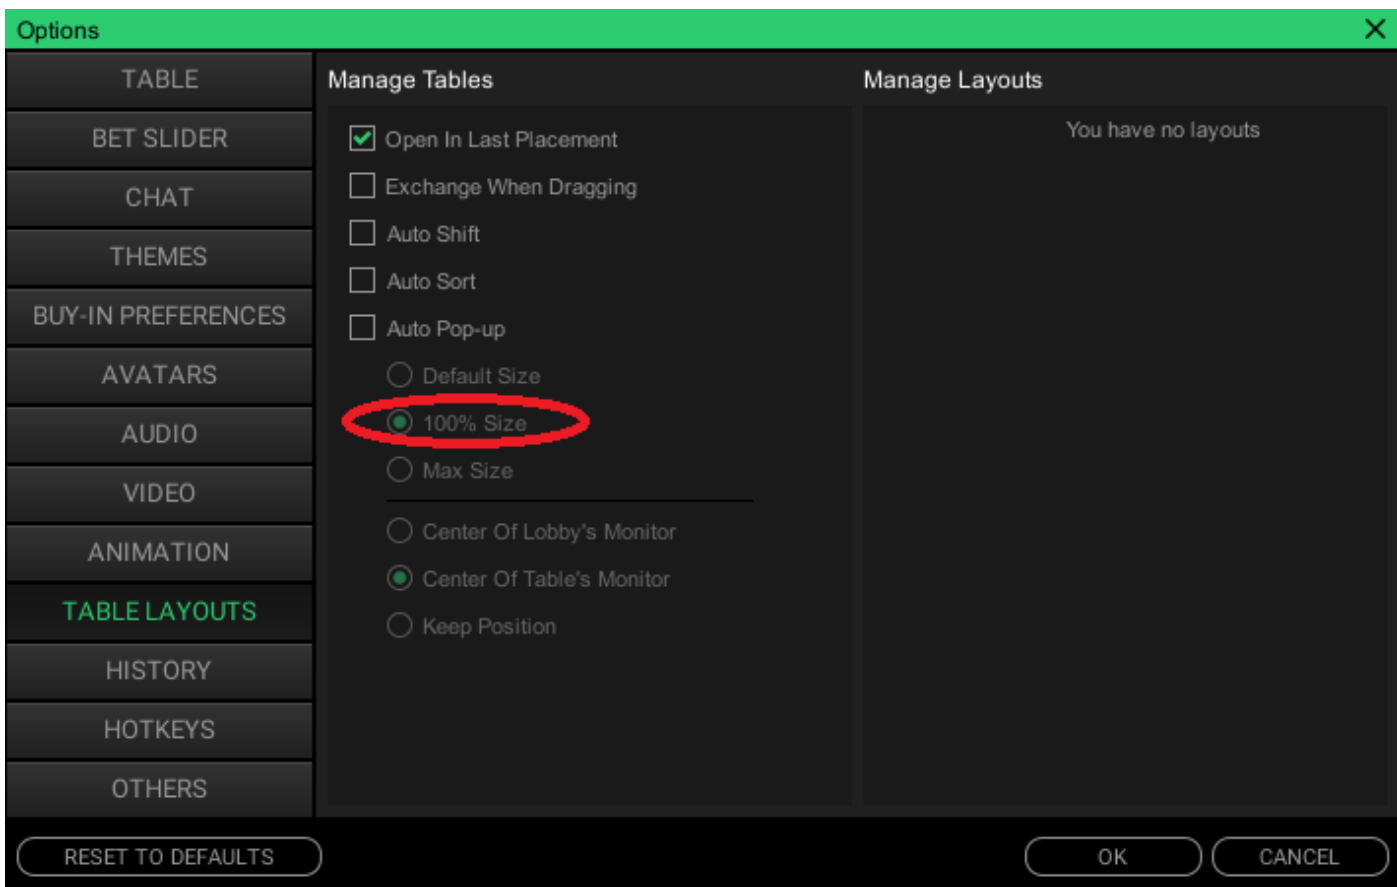 Options
TABLE
BET SLIDER
CHAT
THEMES
BUY-IN PREFERENCES
AVATARS
AUDIO
VIDEO
ANIMATION
TABLE LAYOUTS
HISTORY
HOTKEYS
OTHERS
Manage Tables
Open In Last Placement
Exchange When Dragging
Auto Shift
Auto Sort
Auto Pop-up
Default Size
100% Size
Max Size
Center Of Lobby's Monitor
Center Of Table's Monitor
Keep Position
Manage Layouts
You have no layouts
RESET TO DEFAULTS
OK
CANCEL